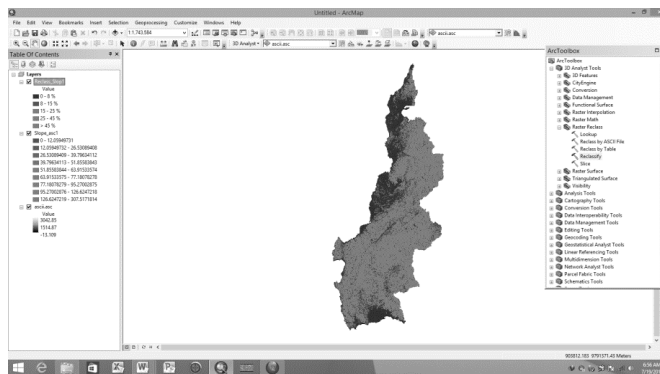 Untitled - ArcMap
File Edit View Bookmarks Insert Selection Geoprocessing Customize Windows Help
1:1.743.584
3D Analyst ascii.asc
Table Of Contents
Layers
Reclass_Slop1
Value
0 - 8 %
8 - 15 %
15 - 25 %
25 - 45 %
> 45 %
Slope_asc1
0 - 12.05949731
12.05949732 - 26.53089408
26.53089409 - 39.79634112
39.79634113 - 51.85583843
51.85583844 - 63.91533574
63.91533575 - 77.18078278
77.18078279 - 95.27002875
95.27002876 - 126.6247218
126.6247219 - 307.5171814
ascii.asc
Value
3042.85
1514.87
-13.109
ArcToolbox
ArcToolbox
3D Analyst Tools
3D Features
CityEngine
Conversion
Data Management
Functional Surface
Raster Interpolation
Raster Math
Raster Reclass
Lookup
Reclass by ASCII File
Reclass by Table
Reclassify
Slice
Raster Surface
Triangulated Surface
Visibility
Analysis Tools
Cartography Tools
Conversion Tools
Data Interoperability Tools
Data Management Tools
Editing Tools
Geocoding Tools
Geostatistical Analyst Tools
Linear Referencing Tools
Multidimension Tools
Network Analyst Tools
Parcel Fabric Tools
Schematics Tools
903012.183 9791571.43 Meters
6:56 AM